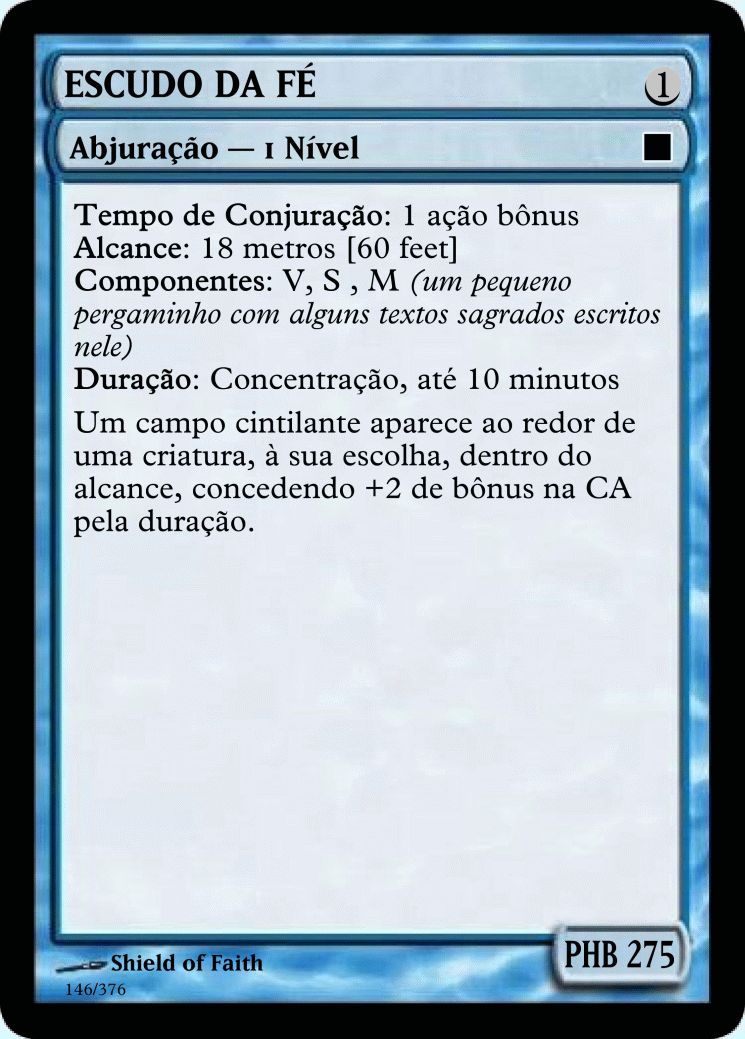 ESCUDO DA FÉ
1
Abjuração — 1 Nível
Tempo de Conjuração: 1 ação bônus
Alcance: 18 metros [60 feet]
Componentes: V, S , M (um pequeno
pergaminho com alguns textos sagrados escritos
nele)
Duração: Concentração, até 10 minutos
Um campo cintilante aparece ao redor de
uma criatura, à sua escolha, dentro do
alcance, concedendo +2 de bônus na CA
pela duração.
PHB 275
Shield of Faith
146/376